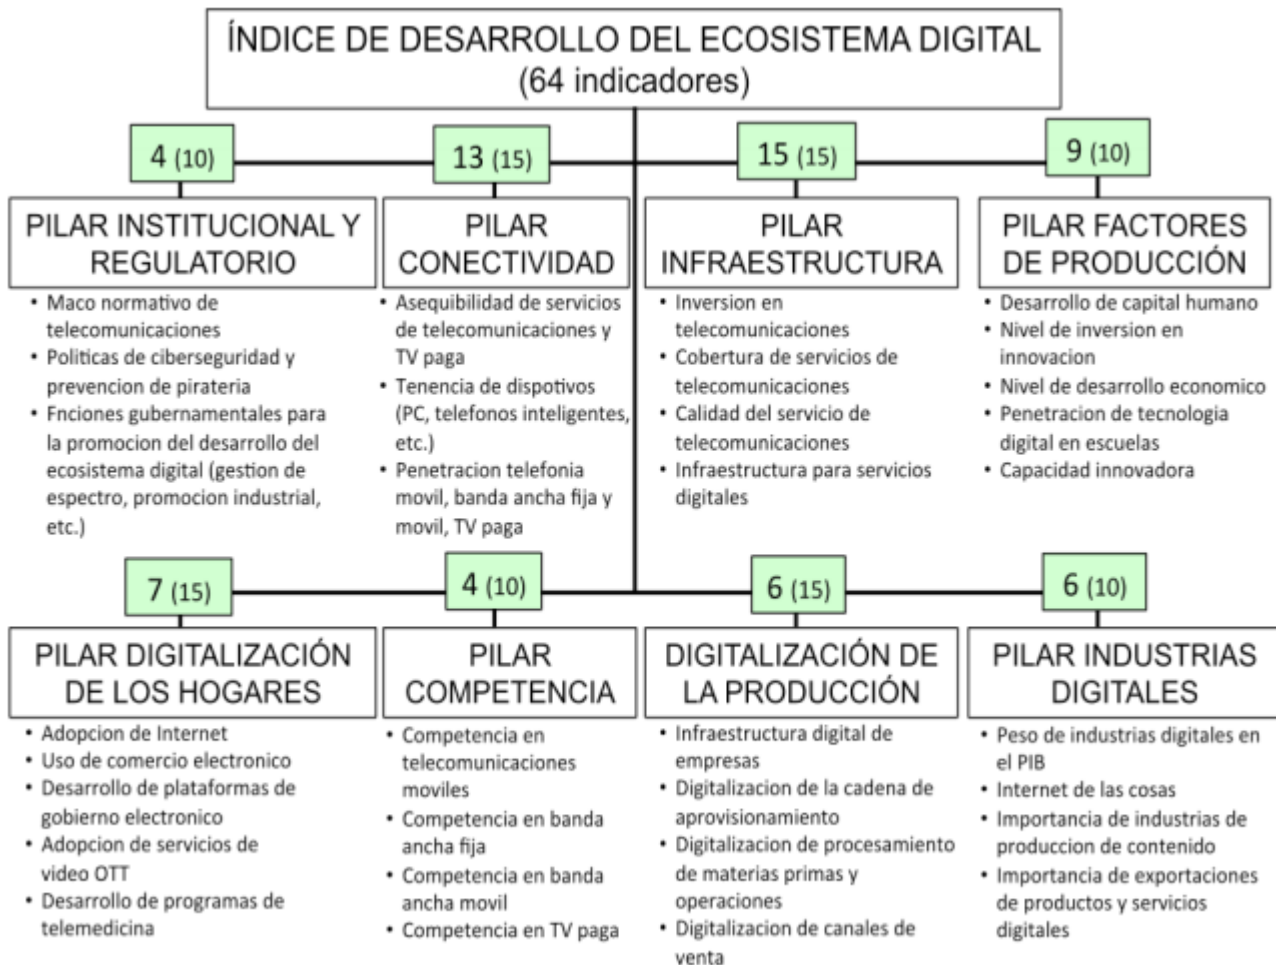 ÍNDICE DE DESARROLLO DEL ECOSISTEMA DIGITAL
(64 indicadores)
4 (10)
PILAR INSTITUCIONAL Y
REGULATORIO
• Maco normativo de
telecomunicaciones
• Politicas de ciberseguridad y
prevencion de pirateria
• Fnciones gubernamentales para
la promocion del desarrollo del
ecosistema digital (gestion de
espectro, promocion industrial,
etc.)
13 (15)
PILAR
CONECTIVIDAD
• Asequibilidad de servicios
de telecomunicaciones y
TV paga
• Tenencia de dispotivos
(PC, telefonos inteligentes,
etc.)
• Penetracion telefonia
movil, banda ancha fija y
movil, TV paga
15 (15)
PILAR
INFRAESTRUCTURA
• Inversion en
telecomunicaciones
• Cobertura de servicios de
telecomunicaciones
• Calidad del servicio de
telecomunicaciones
• Infraestructura para servicios
digitales
9 (10)
PILAR FACTORES
DE PRODUCCIÓN
• Desarrollo de capital humano
• Nivel de inversion en
innovacion
• Nivel de desarrollo economico
• Penetracion de tecnologia
digital en escuelas
• Capacidad innovadora
7 (15)
PILAR DIGITALIZACIÓN
DE LOS HOGARES
• Adopcion de Internet
• Uso de comercio electronico
• Desarrollo de plataformas de
gobierno electronico
• Adopcion de servicios de
video OTT
• Desarrollo de programas de
telemedicina
4 (10)
PILAR
COMPETENCIA
• Competencia en
telecomunicaciones
moviles
• Competencia en banda
ancha fija
• Competencia en banda
ancha movil
• Competencia en TV paga
6 (15)
DIGITALIZACIÓN DE
LA PRODUCCIÓN
• Infraestructura digital de
empresas
• Digitalizacion de la cadena de
aprovisionamiento
• Digitalizacion de procesamiento
de materias primas y
operaciones
• Digitalizacion de canales de
venta
6 (10)
PILAR INDUSTRIAS
DIGITALES
• Peso de industrias digitales en
el PIB
• Internet de las cosas
• Importancia de industrias de
produccion de contenido
• Importancia de exportaciones
de productos y servicios
digitales